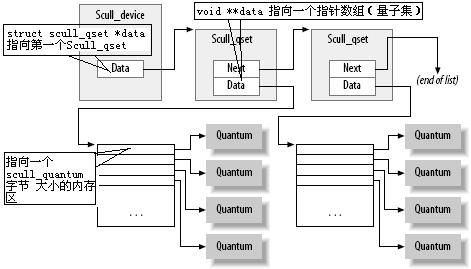 Scull_device
struct scull_qset *data
指向第一个Scull_qset
Data
void **data 指向一个指针数组（量子集）
Scull_qset
Next
Data
Scull_qset
Next
Data
(end of list)
指向一个
scull_quantum
字节 大小的内存
区
. . .
Quantum
Quantum
Quantum
Quantum
. . .
Quantum
Quantum
Quantum
Quantum